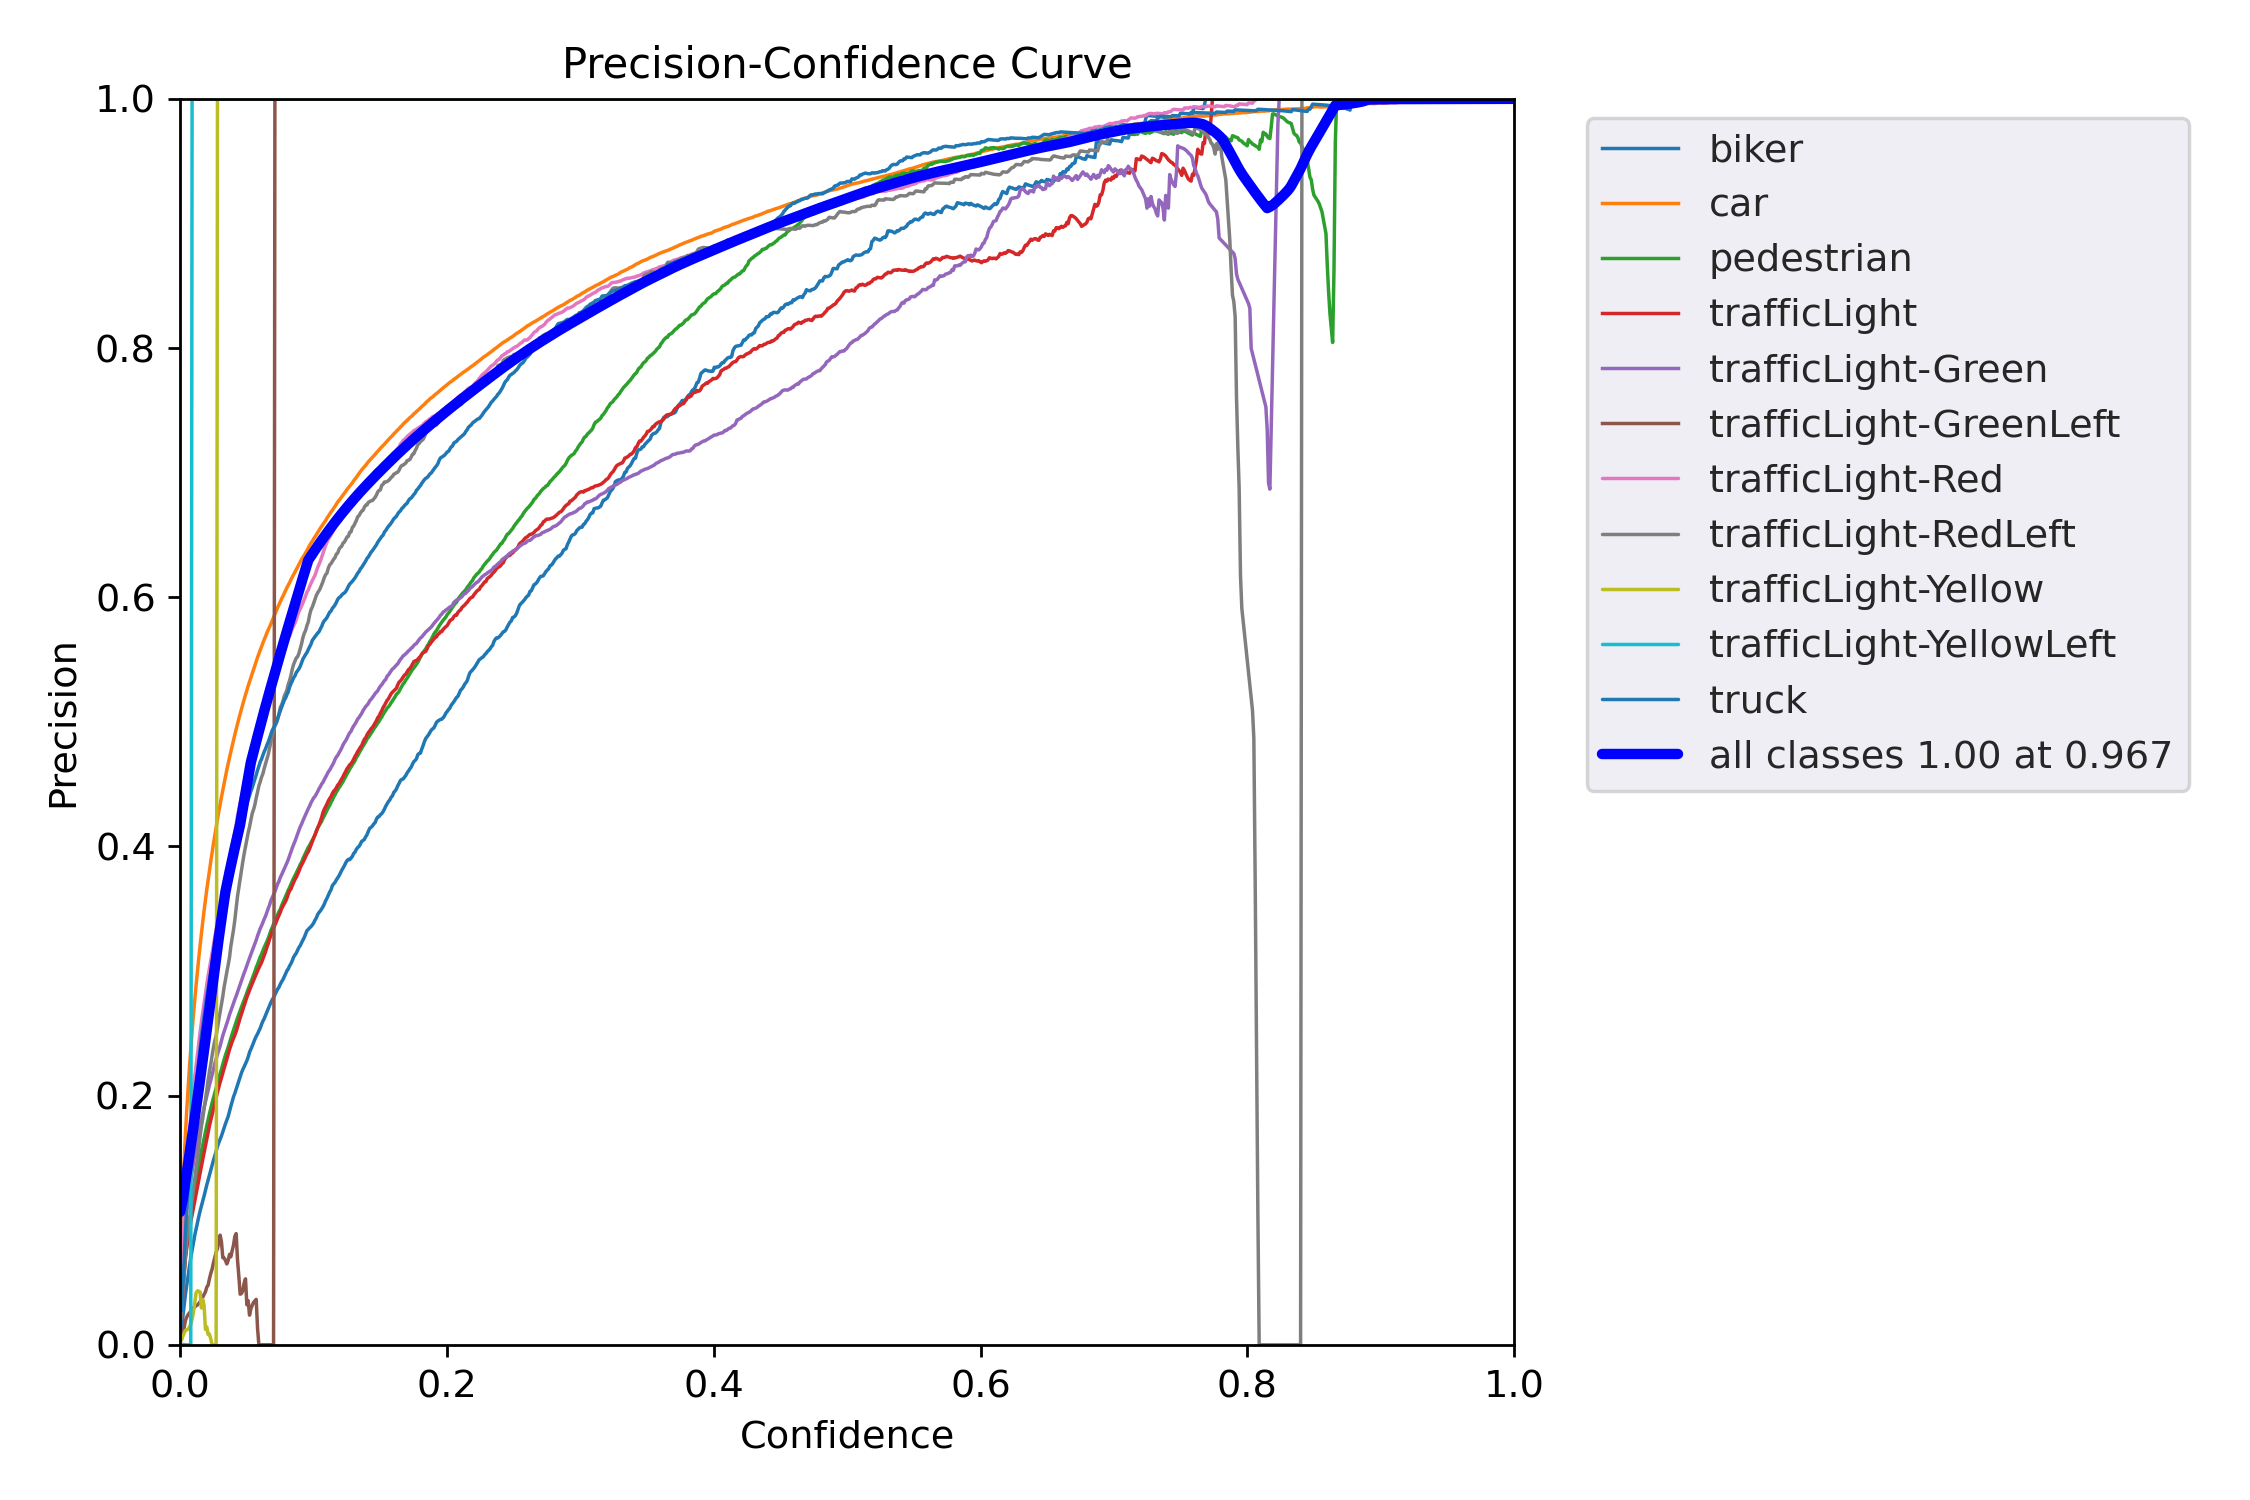 Precision-Confidence Curve
1.0
0.8
0.6
0.4
0.2
0.0
Precision
0.0 0.2 0.4 0.6 0.8 1.0
Confidence
biker
car
pedestrian
trafficLight
trafficLight-Green
trafficLight-GreenLeft
trafficLight-Red
trafficLight-RedLeft
trafficLight-Yellow
trafficLight-YellowLeft
truck
all classes 1.00 at 0.967